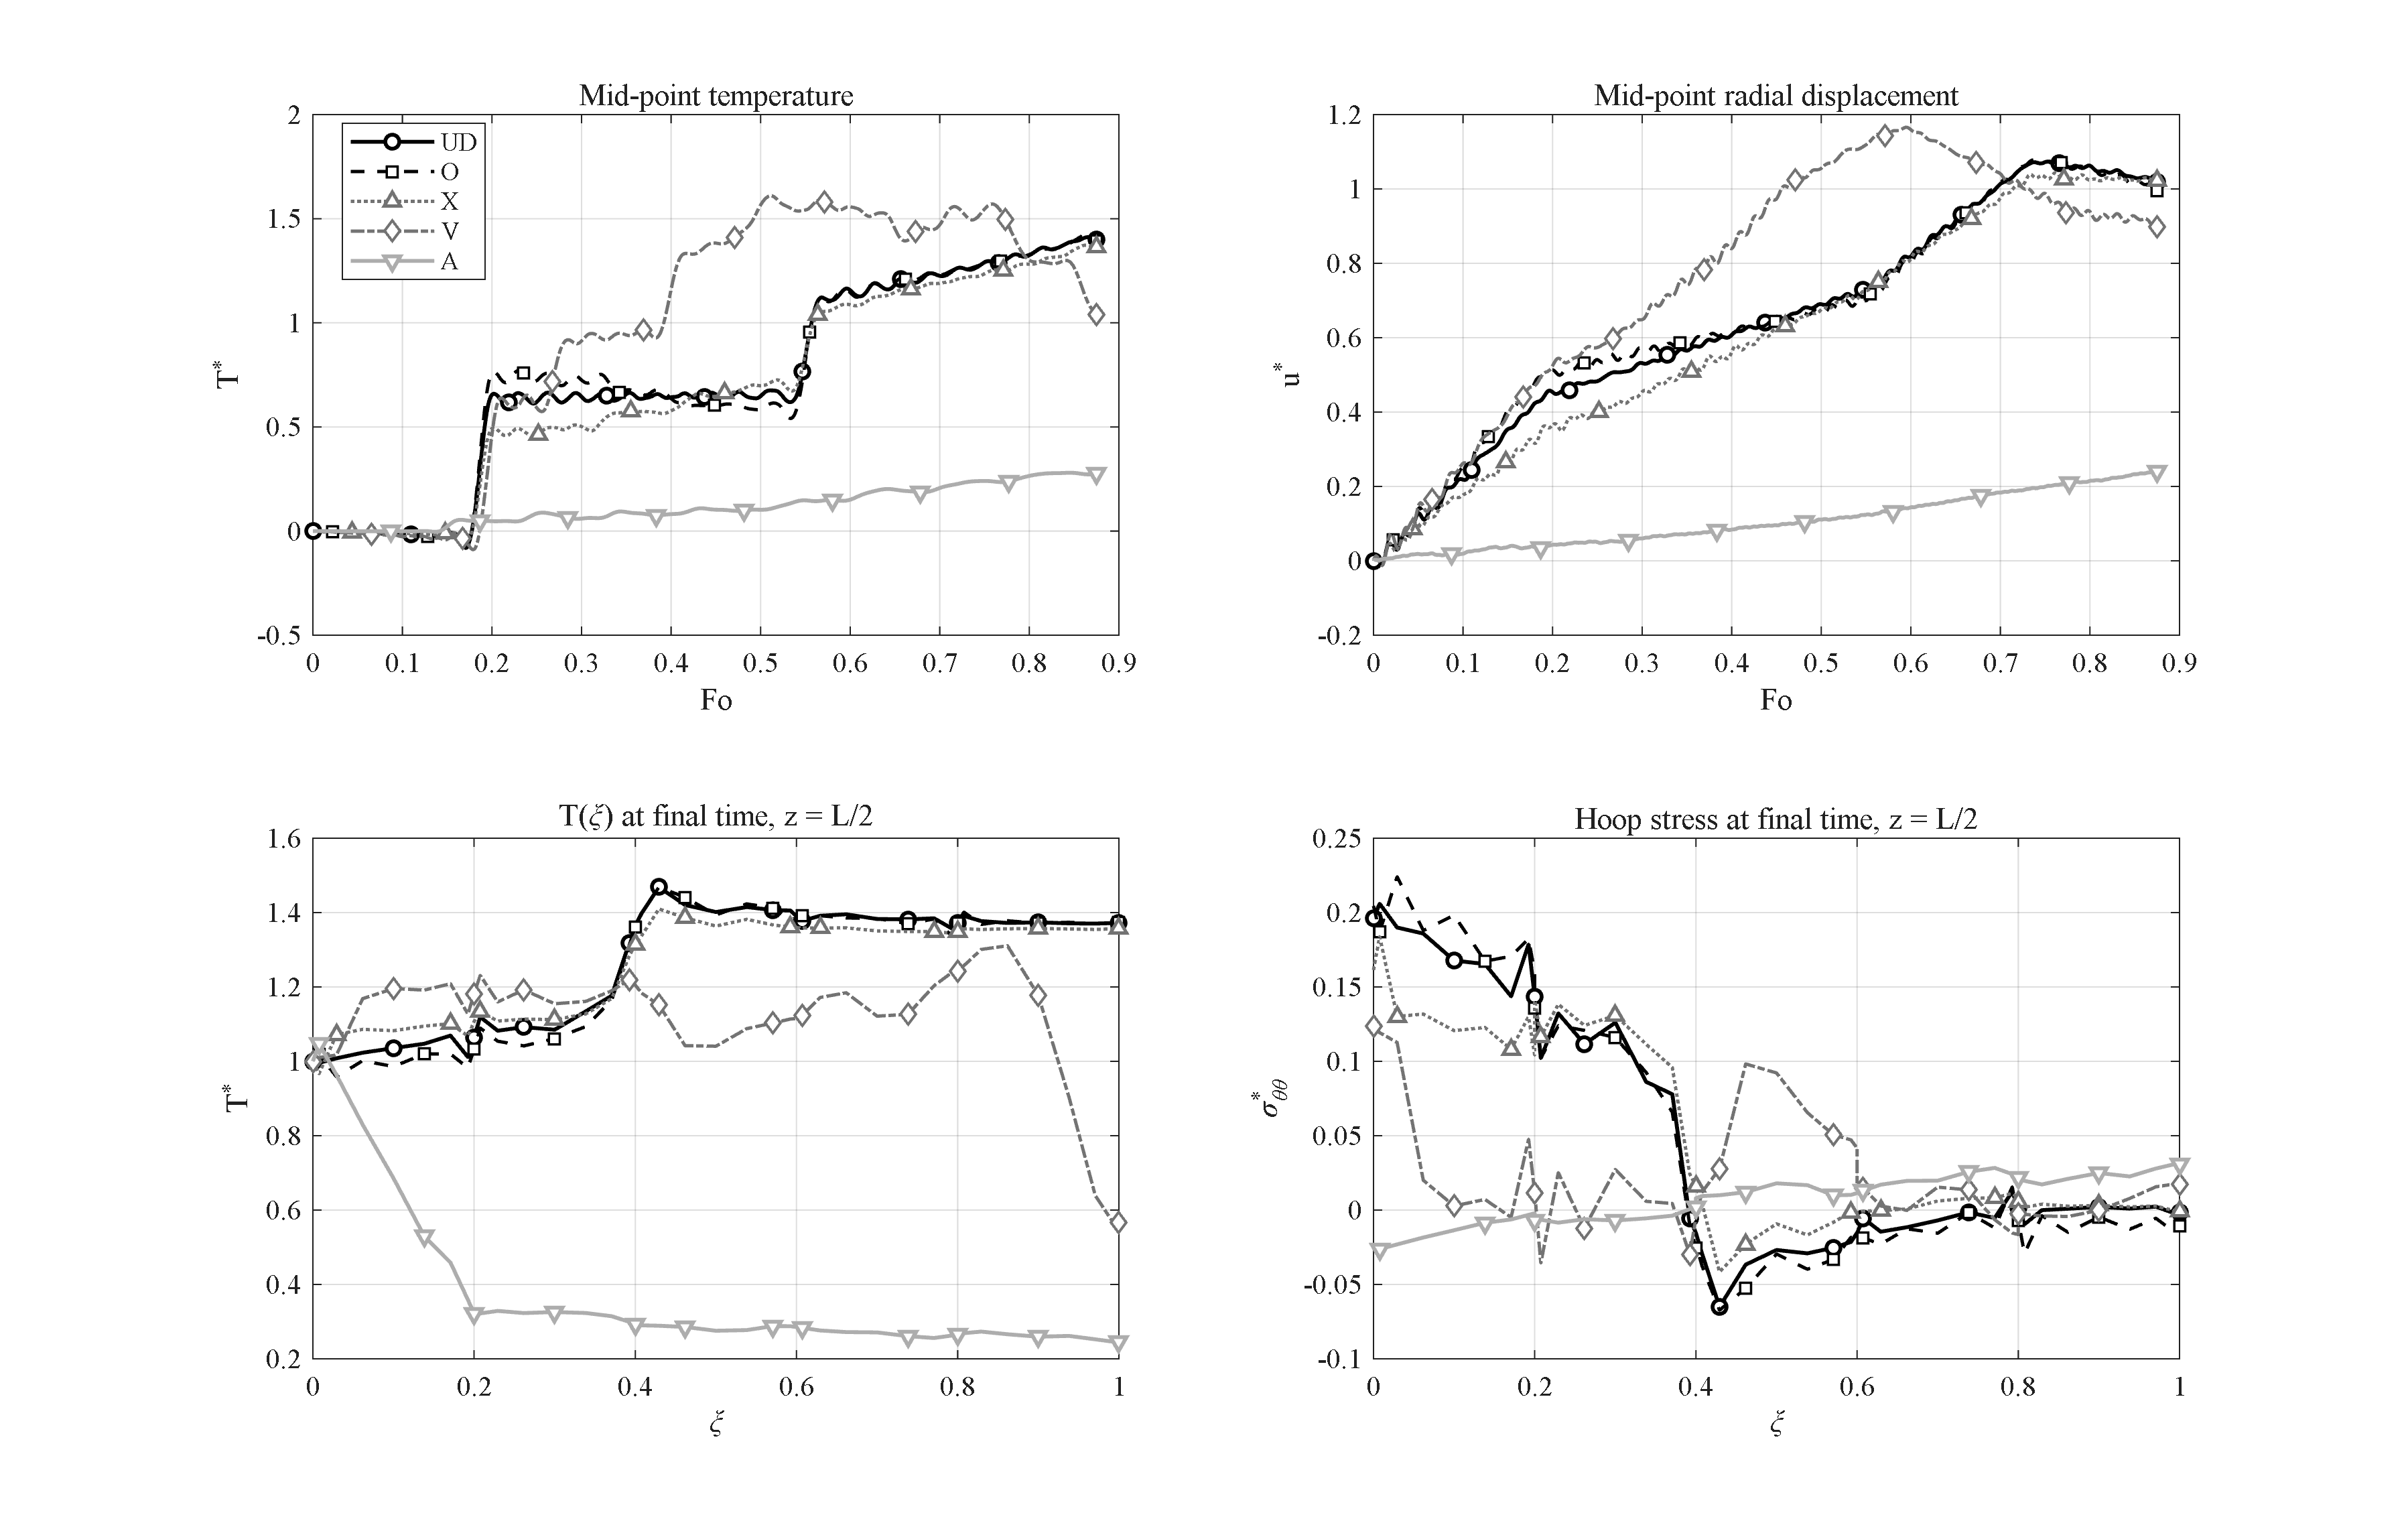 Mid-point temperature
2
1.5
1
0.5
0
-0.5
T*
UD
O
X
V
A
0 0.1 0.2 0.3 0.4 0.5 0.6 0.7 0.8 0.9
Fo
Mid-point radial displacement
1.2
1
0.8
0.6
0.4
0.2
0
-0.2
u*
0 0.1 0.2 0.3 0.4 0.5 0.6 0.7 0.8 0.9
Fo
T(ξ) at final time, z = L/2
1.6
1.4
1.2
1
0.8
0.6
0.4
0.2
T*
0 0.2 0.4 0.6 0.8 1
ξ
Hoop stress at final time, z = L/2
0.25
0.2
0.15
0.1
0.05
0
-0.05
-0.1
σ*θθ
0 0.2 0.4 0.6 0.8 1
ξ